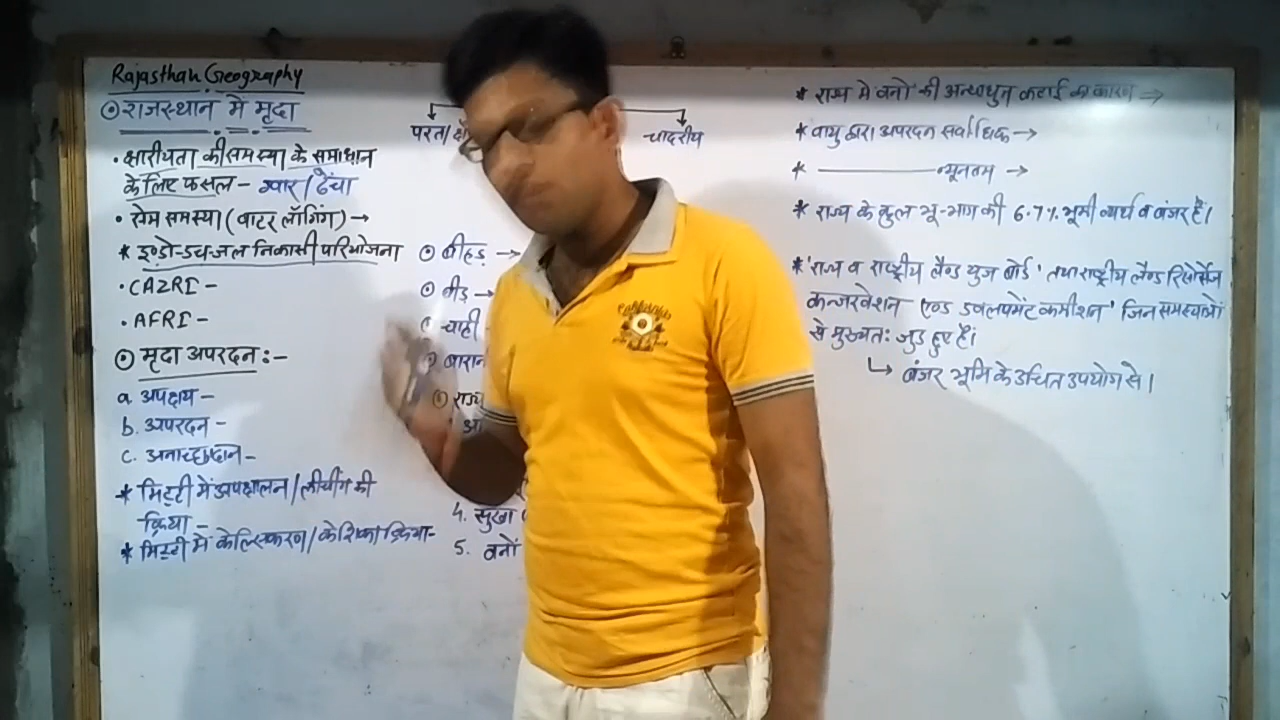 Rajasthan Geography
⊙ राजस्थान में मृदा
• क्षारीयता की समस्या के समाधान
के लिए फसल – ग्वार / ढैंचा
• सेम समस्या (वाटर लॉगिंग) →
* इण्डो-डच जल निकासी परियोजना
• CAZRI –
• AFRI –
⊙ मृदा अपरदन :–
a. अपक्षय –
b. अपरदन –
c. अनाच्छादान –
* मिट्टी में अपक्षालन / लीचींग की
क्रिया –
* मिट्टी में केल्सिकरण / केशिका क्रिया–
परत/
चादरीय
⊙ बीहड़ →
⊙ बीड़ →
चाही
⊙ बारान
⊙ राज्य
4. सुखा
5. वनों
* राज्य मे वनों की अन्धाधुन कटाई का कारण →
* वायु द्वारा अपरदन सर्वाधिक →
* ————— न्यूनतम →
* राज्य के कुल भू-भाग की 6.7% भूमी व्यर्थ व बंजर हैं।
* 'राज्य व राष्ट्रीय लैण्ड युज बोर्ड' तथा राष्ट्रीय लैण्ड रिसोर्सेज
कन्जरवेशन एण्ड डवलपमेंट कमीशन' जिन समस्याओं
से मुख्यतः जुडे हुए हैं।
↳ बंजर भूमि के उचित उपयोग से।